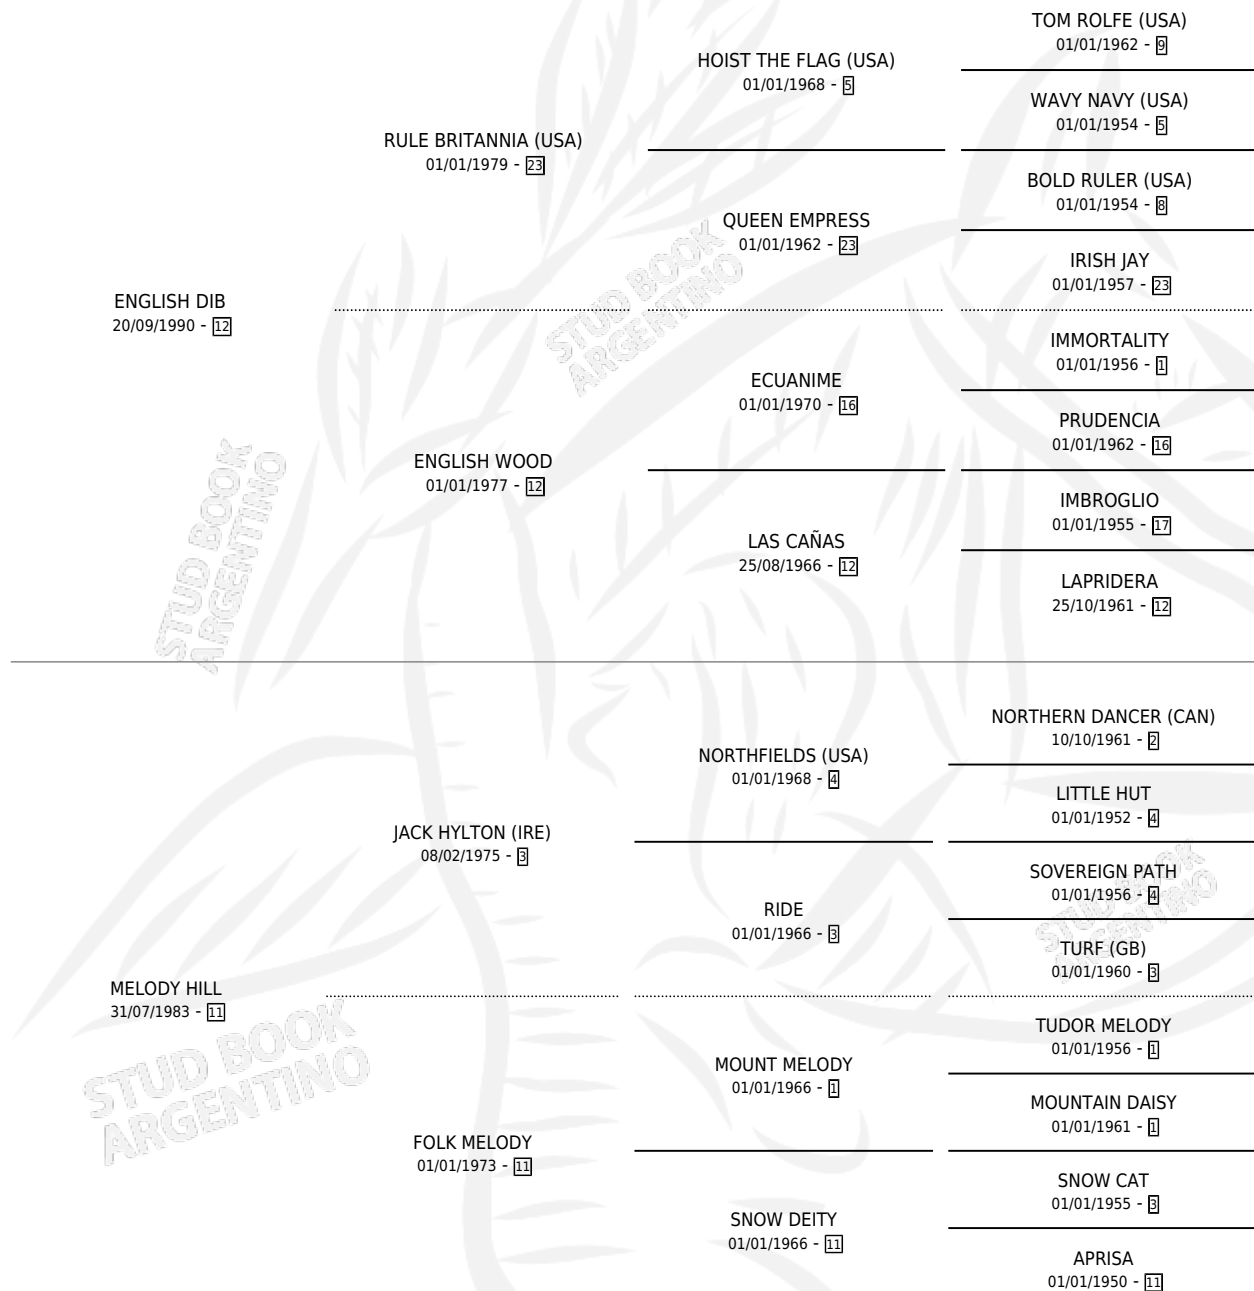 TOM ROLFE (USA)
01/01/1962 - 9
HOIST THE FLAG (USA)
01/01/1968 - 5
WAVY NAVY (USA)
01/01/1954 - 5
RULE BRITANNIA (USA)
01/01/1979 - 23
BOLD RULER (USA)
01/01/1954 - 8
QUEEN EMPRESS
01/01/1962 - 23
IRISH JAY
01/01/1957 - 23
STUD BOOK
ARGENTINO
ENGLISH DIB
20/09/1990 - 12
IMMORTALITY
01/01/1956 - 1
ECUANIME
01/01/1970 - 16
PRUDENCIA
01/01/1962 - 16
ENGLISH WOOD
01/01/1977 - 12
IMBROGLIO
01/01/1955 - 17
LAS CAÑAS
25/08/1966 - 12
LAPRIDERA
25/10/1961 - 12
STUD BOOK
ARGENTINO
NORTHERN DANCER (CAN)
10/10/1961 - 2
NORTHFIELDS (USA)
01/01/1968 - 4
LITTLE HUT
01/01/1952 - 4
JACK HYLTON (IRE)
08/02/1975 - 3
SOVEREIGN PATH
01/01/1956 - 4
RIDE
01/01/1966 - 3
TURF (GB)
01/01/1960 - 3
STUD BOOK
ARGENTINO
MELODY HILL
31/07/1983 - 11
TUDOR MELODY
01/01/1956 - 1
MOUNT MELODY
01/01/1966 - 1
MOUNTAIN DAISY
01/01/1961 - 1
STUD BOOK
ARGENTINO
FOLK MELODY
01/01/1973 - 11
SNOW CAT
01/01/1955 - 3
SNOW DEITY
01/01/1966 - 11
APRISA
01/01/1950 - 11